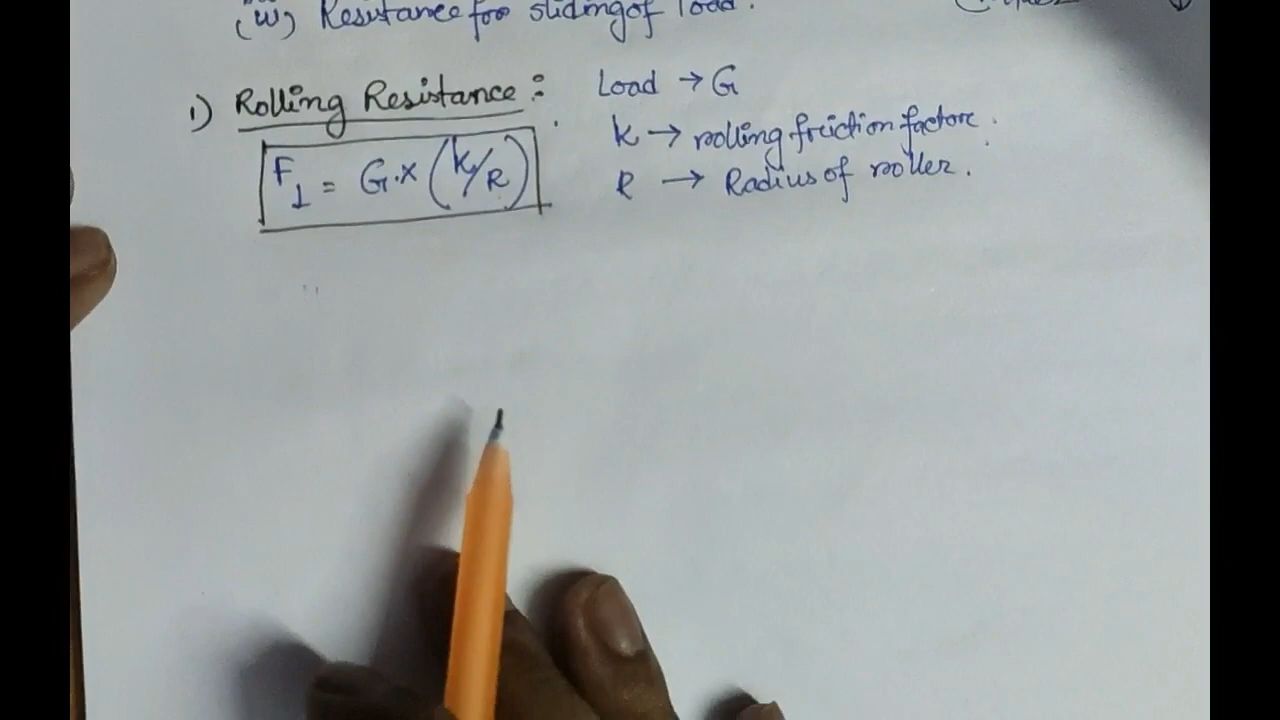 (iv) Resistance for sliding of load.
1) Rolling Resistance :
Load → G
k → rolling friction factor.
R → Radius of roller.
F1 = G.x (k/R)